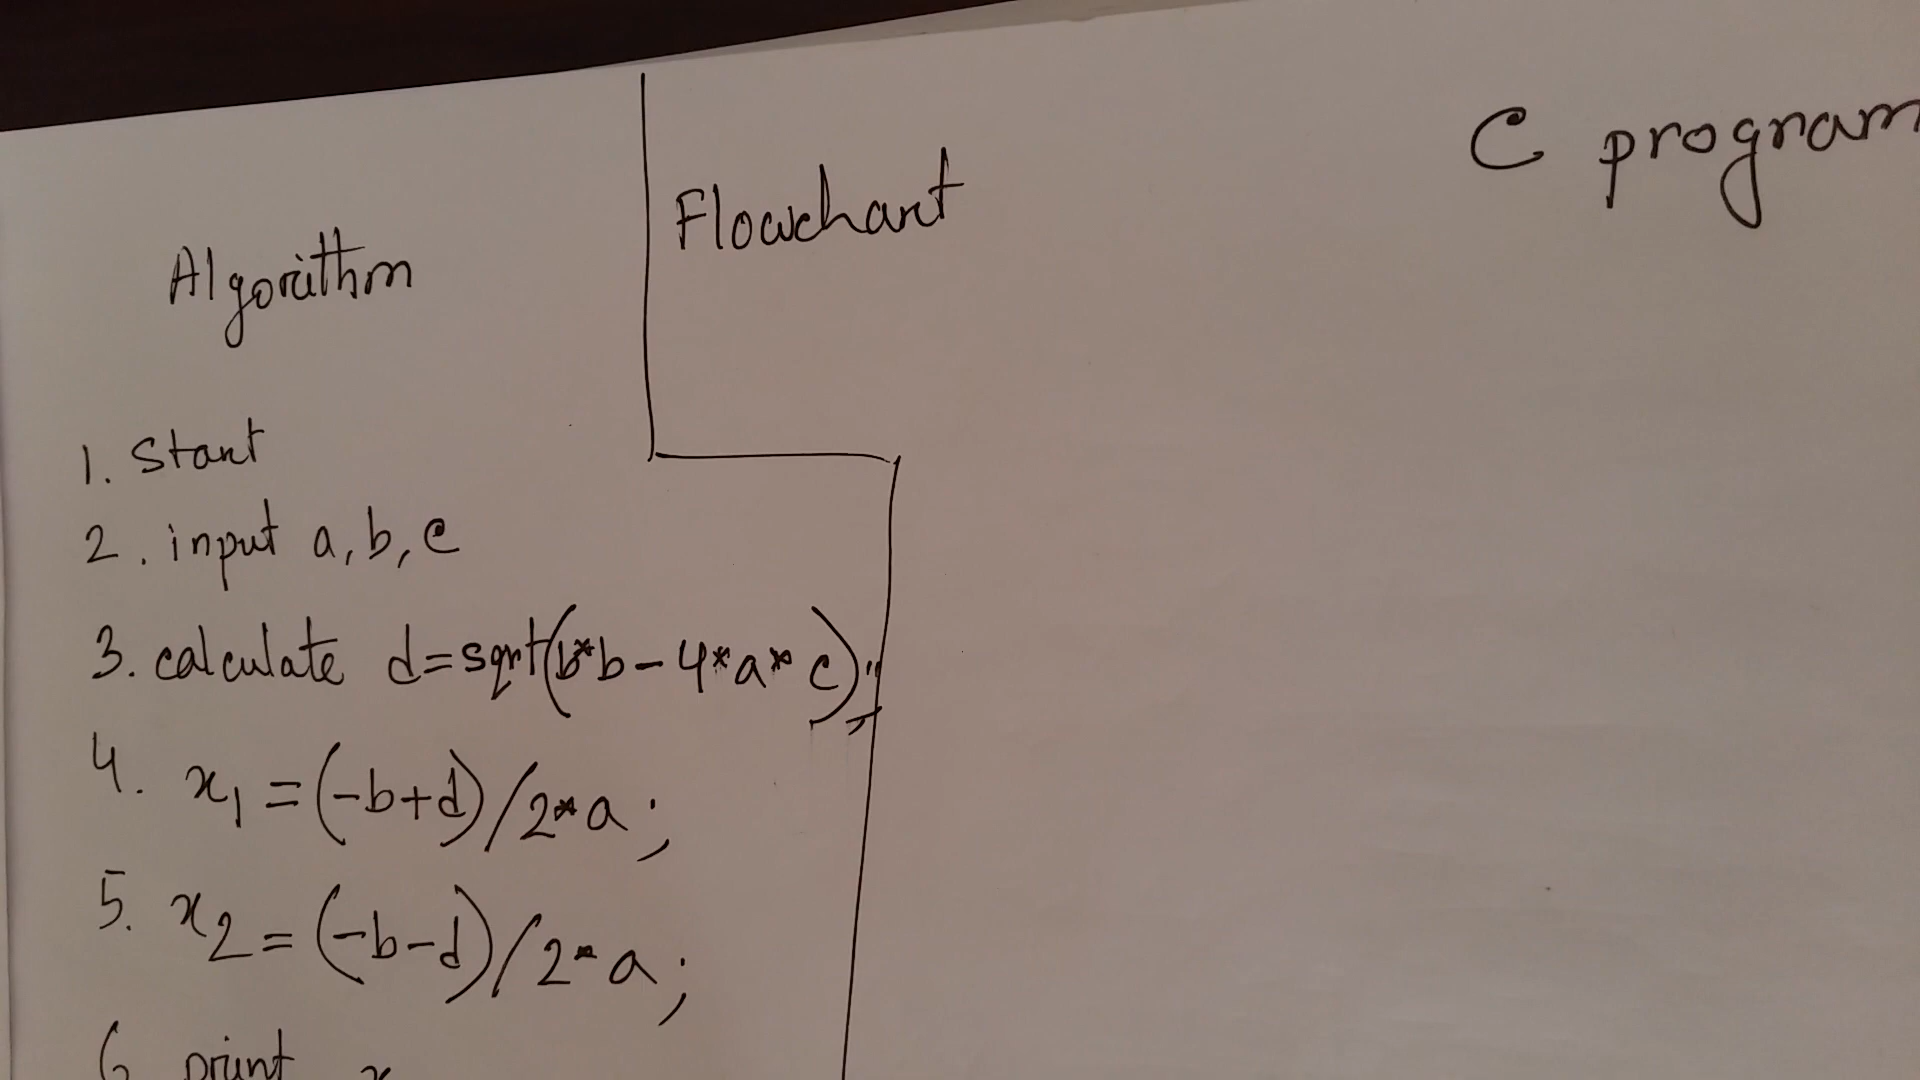 C program
Flowchart
Algorithm
1. Start
2. input a, b, c
3. calculate d=sqrt(b*b-4*a*c);
4. x1=(-b+d)/2*a;
5. x2=(-b-d)/2*a;
6 print x